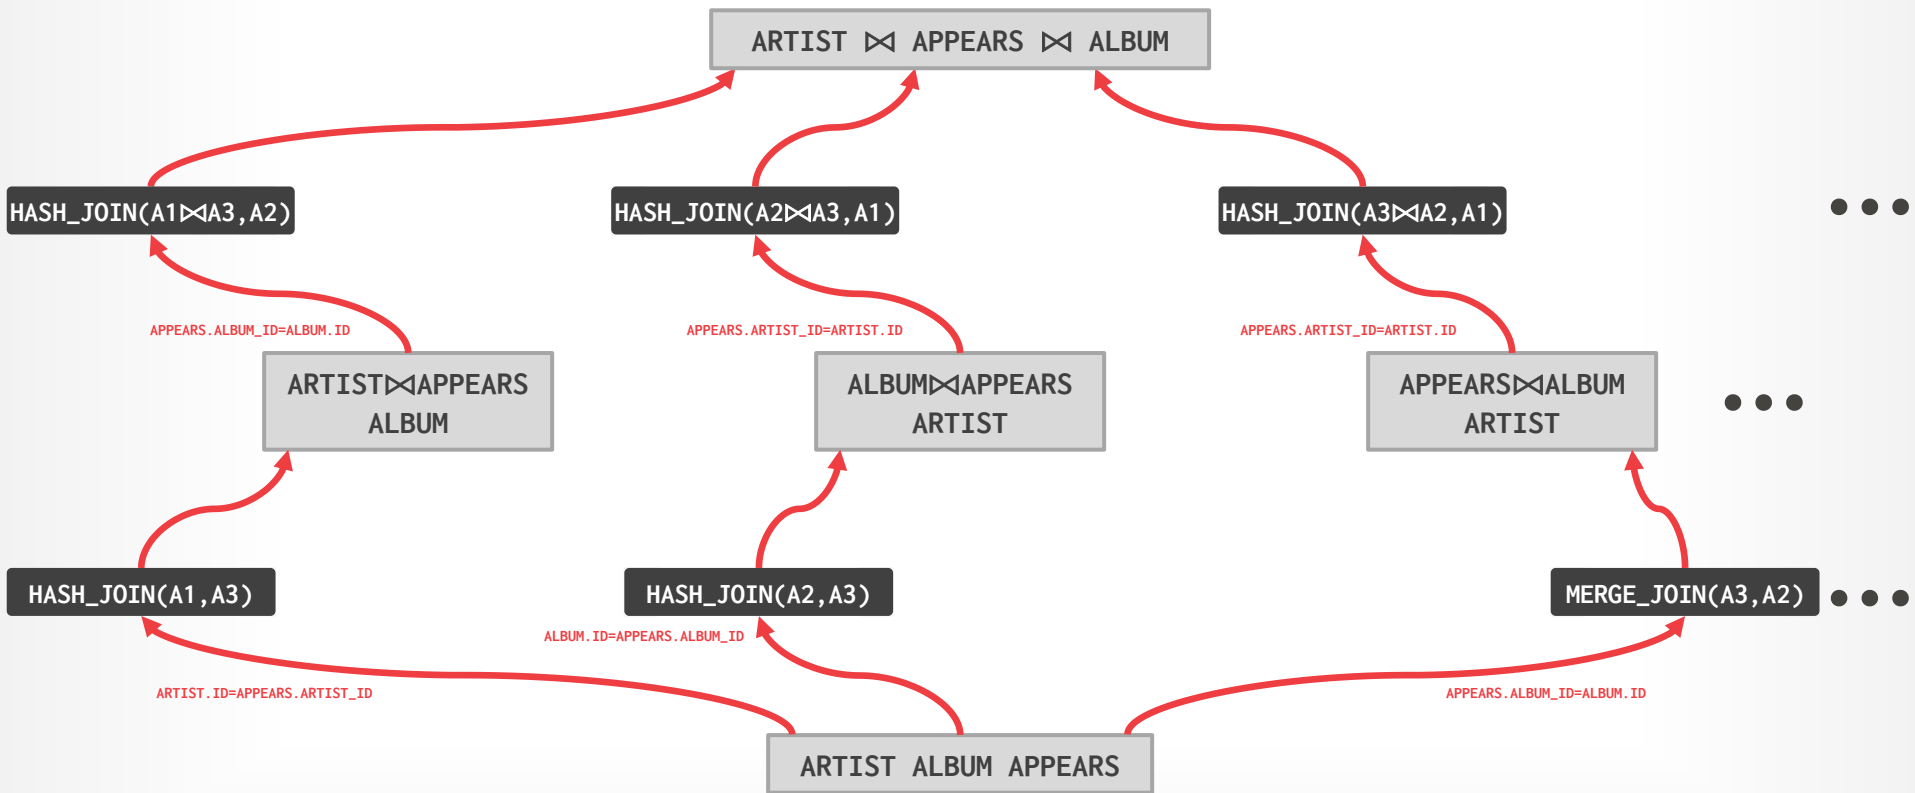 ARTIST ⋈ APPEARS ⋈ ALBUM
HASH_JOIN(A1⋈A3,A2)
HASH_JOIN(A2⋈A3,A1)
HASH_JOIN(A3⋈A2,A1)
APPEARS.ALBUM_ID=ALBUM.ID
APPEARS.ARTIST_ID=ARTIST.ID
APPEARS.ARTIST_ID=ARTIST.ID
ARTIST⋈APPEARS
ALBUM
ALBUM⋈APPEARS
ARTIST
APPEARS⋈ALBUM
ARTIST
HASH_JOIN(A1,A3)
HASH_JOIN(A2,A3)
MERGE_JOIN(A3,A2)
ALBUM.ID=APPEARS.ALBUM_ID
ARTIST.ID=APPEARS.ARTIST_ID
APPEARS.ALBUM_ID=ALBUM.ID
ARTIST ALBUM APPEARS